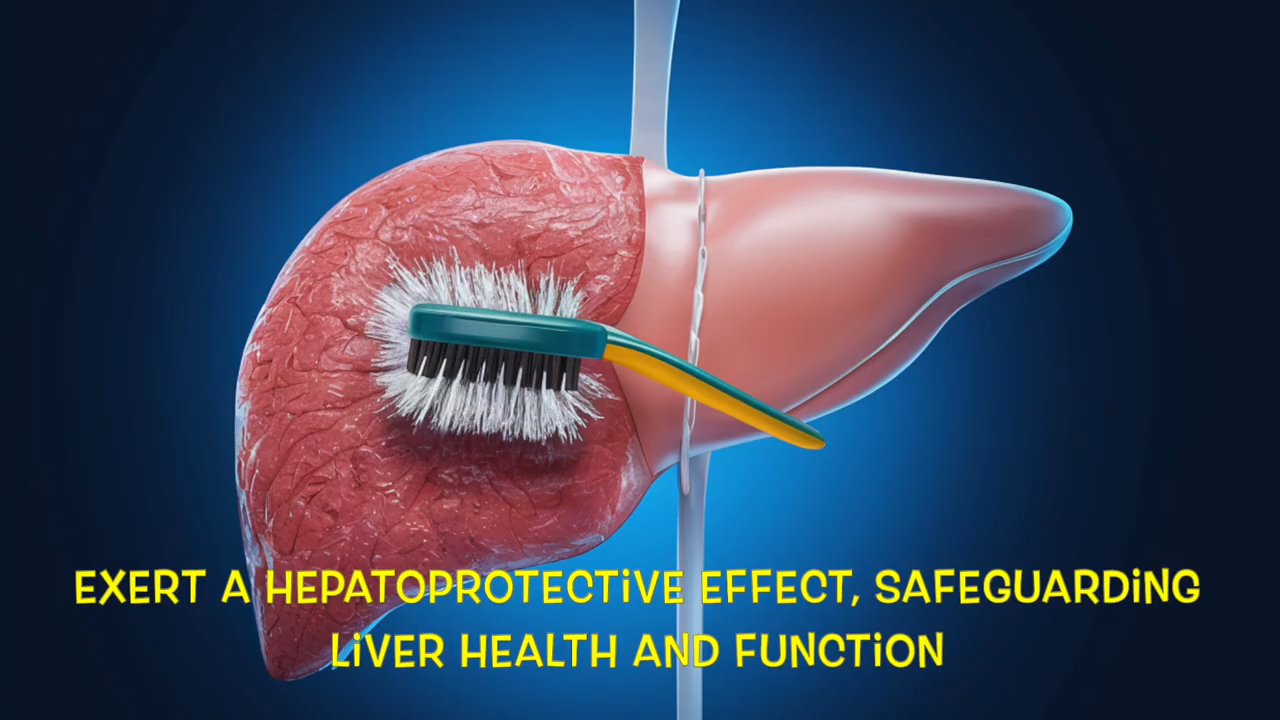 EXERT A HEPATOPROTECTIVE EFFECT, SAFEGUARDING
LIVER HEALTH AND FUNCTION